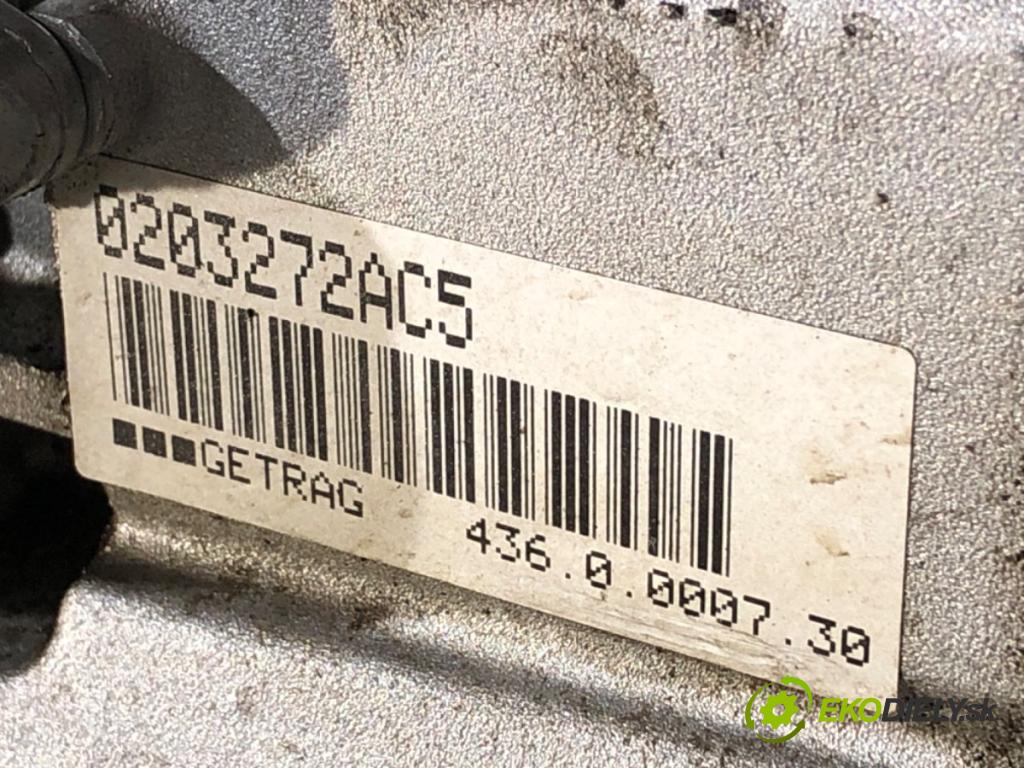 0203272AC5
GETRAG 436.0.0007.30
EKODIELY.sk